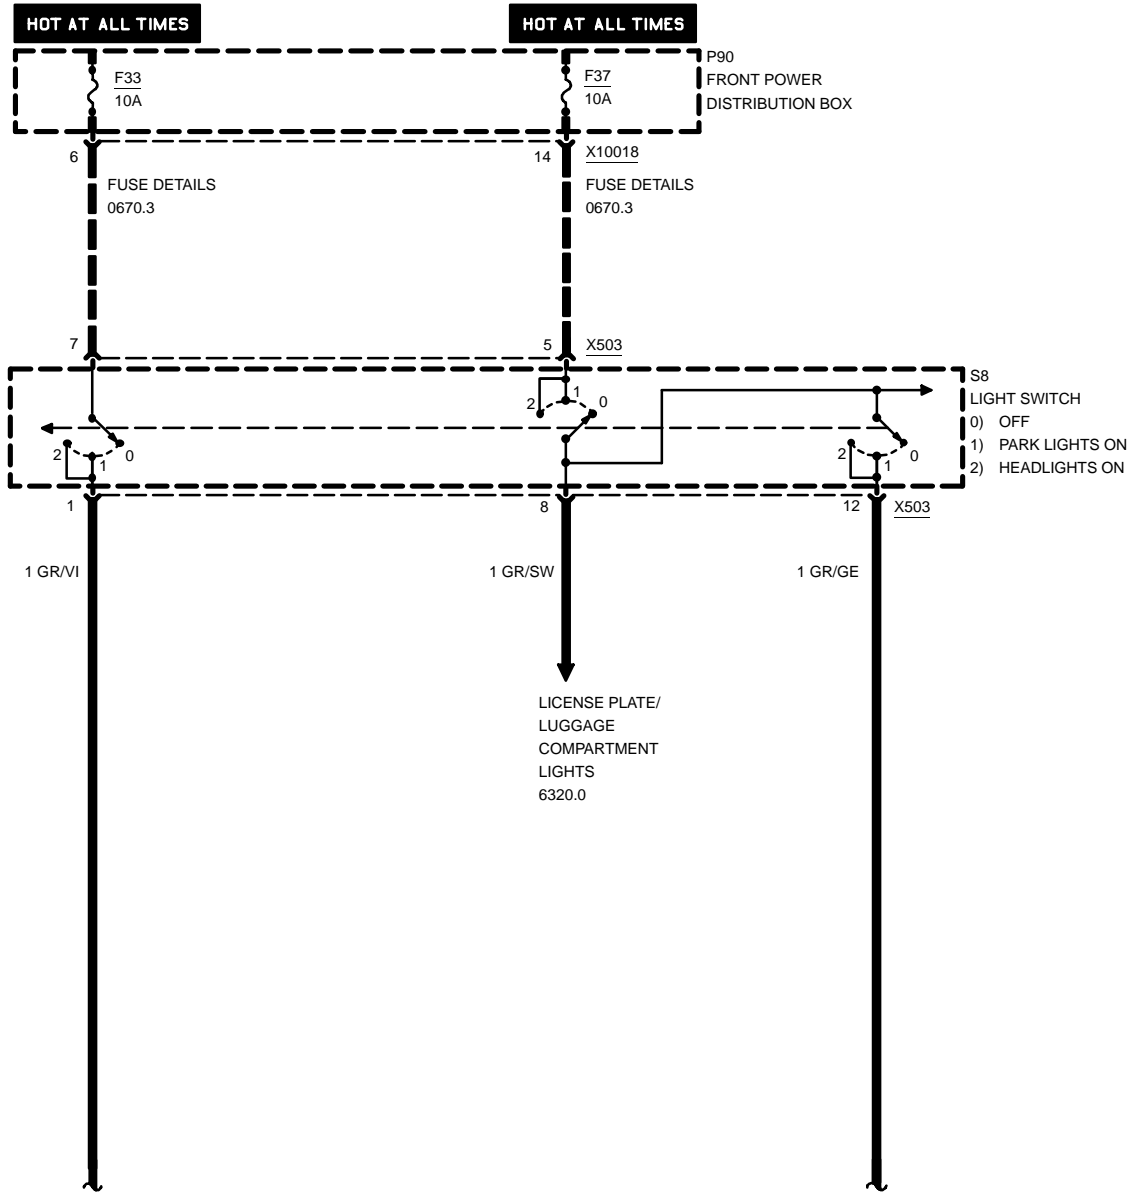 HOT AT ALL TIMES
HOT AT ALL TIMES
F33
10A
F37
10A
P90
FRONT POWER
DISTRIBUTION BOX
6
14
X10018
FUSE DETAILS
0670.3
FUSE DETAILS
0670.3
7
5
X503
2
1
0
2
1
0
2
1
0
S8
LIGHT SWITCH
0) OFF
1) PARK LIGHTS ON
2) HEADLIGHTS ON
1
8
12
X503
1 GR/VI
1 GR/SW
1 GR/GE
LICENSE PLATE/
LUGGAGE
COMPARTMENT
LIGHTS
6320.0